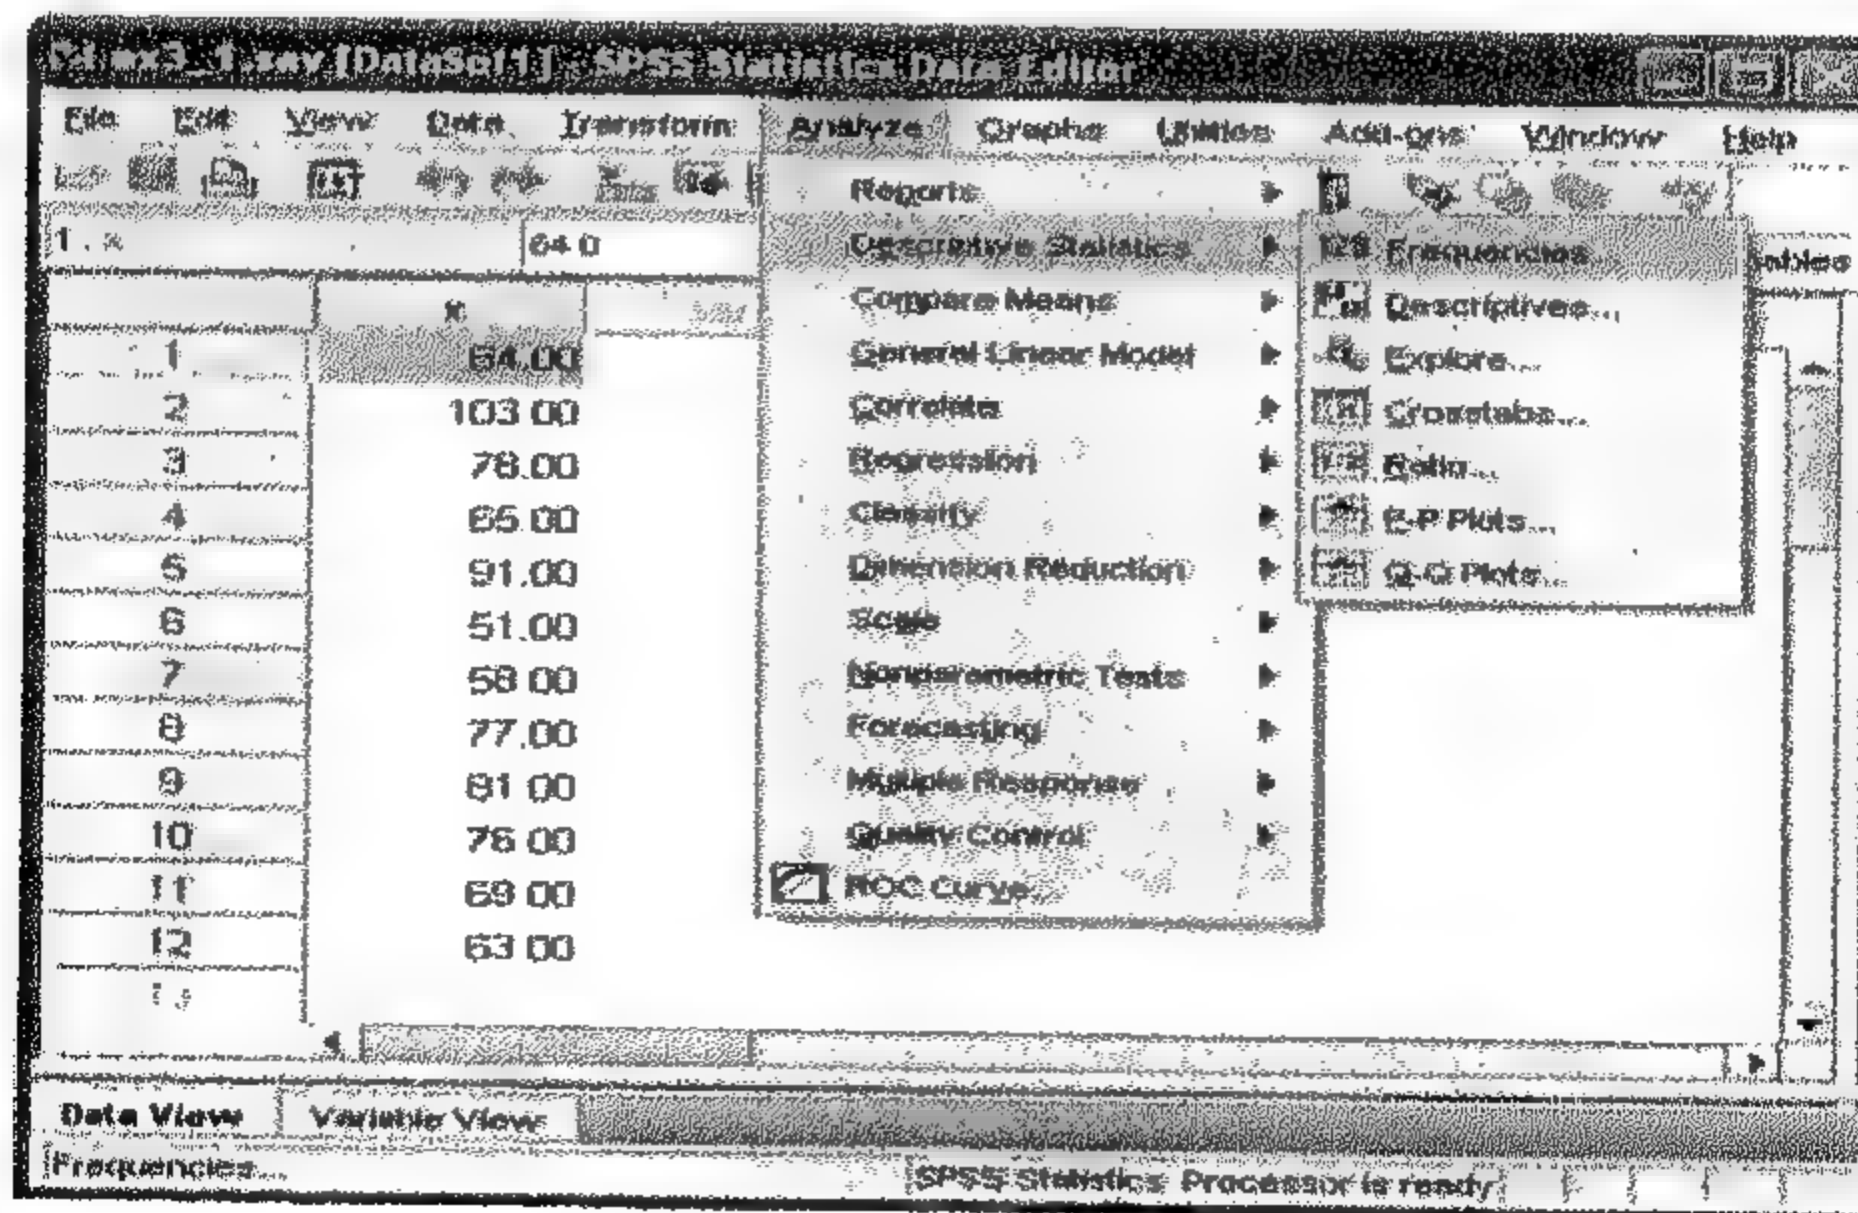 ex3_1.sav [DataSet1] - SPSS Statistics Data Editor
File Edit View Data Transform Analyze Graphs Utilities Add-ons Window Help
1 : x 64.0
x var
1 64.00
2 103.00
3 78.00
4 65.00
5 91.00
6 51.00
7 58.00
8 77.00
9 81.00
10 76.00
11 69.00
12 63.00
13
Reports
Descriptive Statistics
Compare Means
General Linear Model
Correlate
Regression
Classify
Dimension Reduction
Scale
Nonparametric Tests
Forecasting
Multiple Response
Quality Control
ROC Curve...
Frequencies...
Descriptives...
Explore...
Crosstabs...
Ratio...
P-P Plots...
Q-Q Plots...
Data View Variable View
Frequencies...
SPSS Statistics Processor is ready